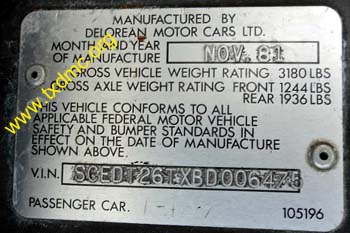 MANUFACTURED BY
DELOREAN MOTOR CARS LTD.
MONTH AND YEAR
OF MANUFACTURE NOV. 81
GROSS VEHICLE WEIGHT RATING 3180 LBS
GROSS AXLE WEIGHT RATING FRONT 1244 LBS
REAR 1936 LBS
THIS VEHICLE CONFORMS TO ALL
APPLICABLE FEDERAL MOTOR VEHICLE
SAFETY AND BUMPER STANDARDS IN
EFFECT ON THE DATE OF MANUFACTURE
SHOWN ABOVE.
V.I.N. SCEDT26TXBD006475
PASSENGER CAR.
105196
www.txdmc.org